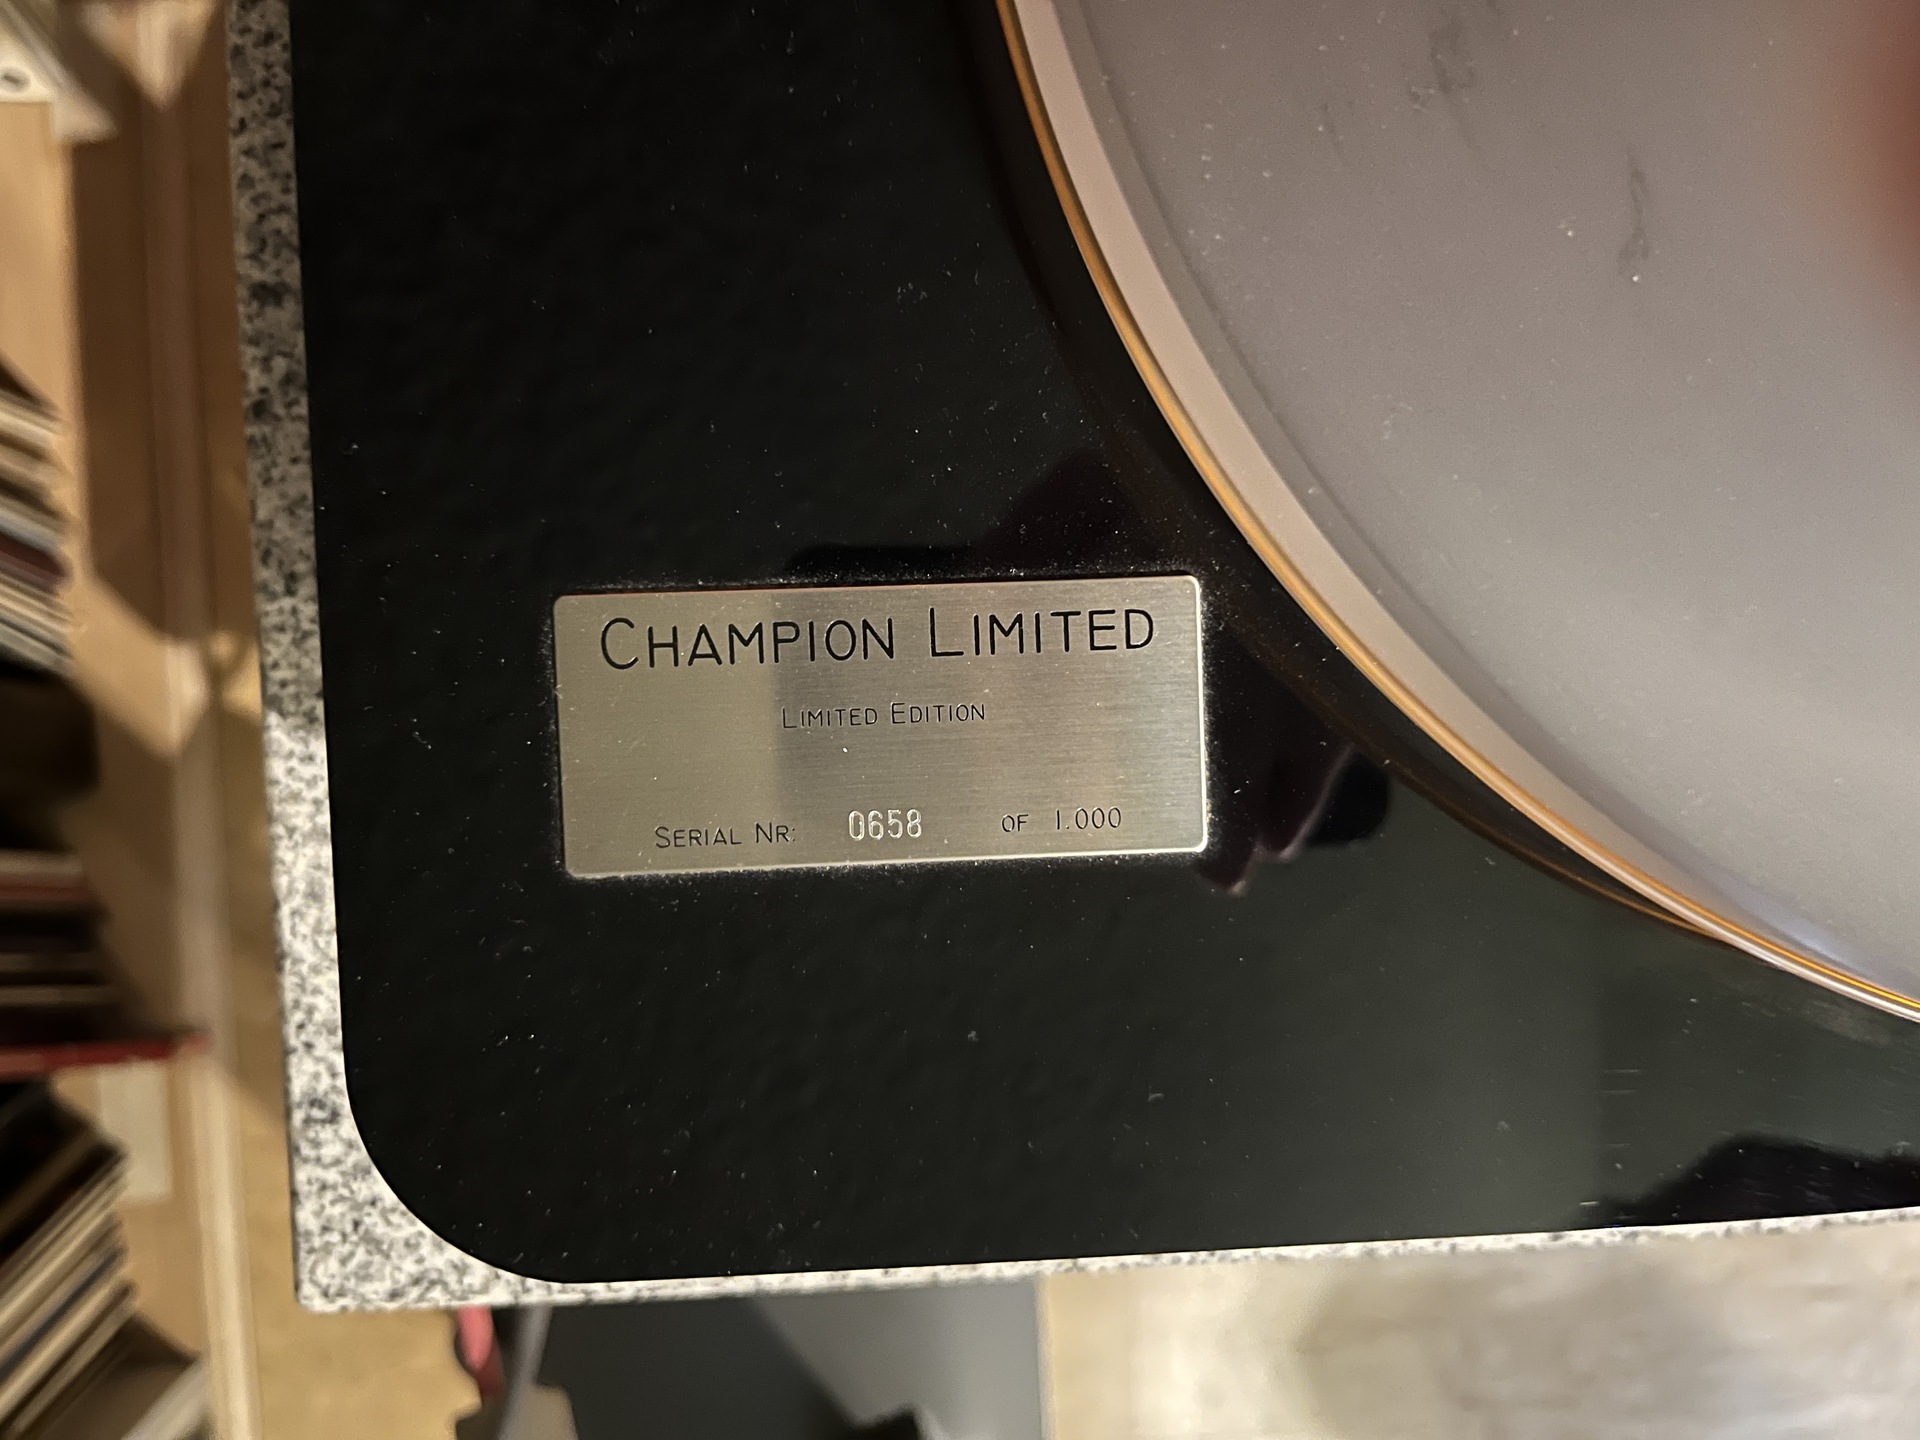 CHAMPION LIMITED
LIMITED EDITION
SERIAL NR: 0658 OF 1.000